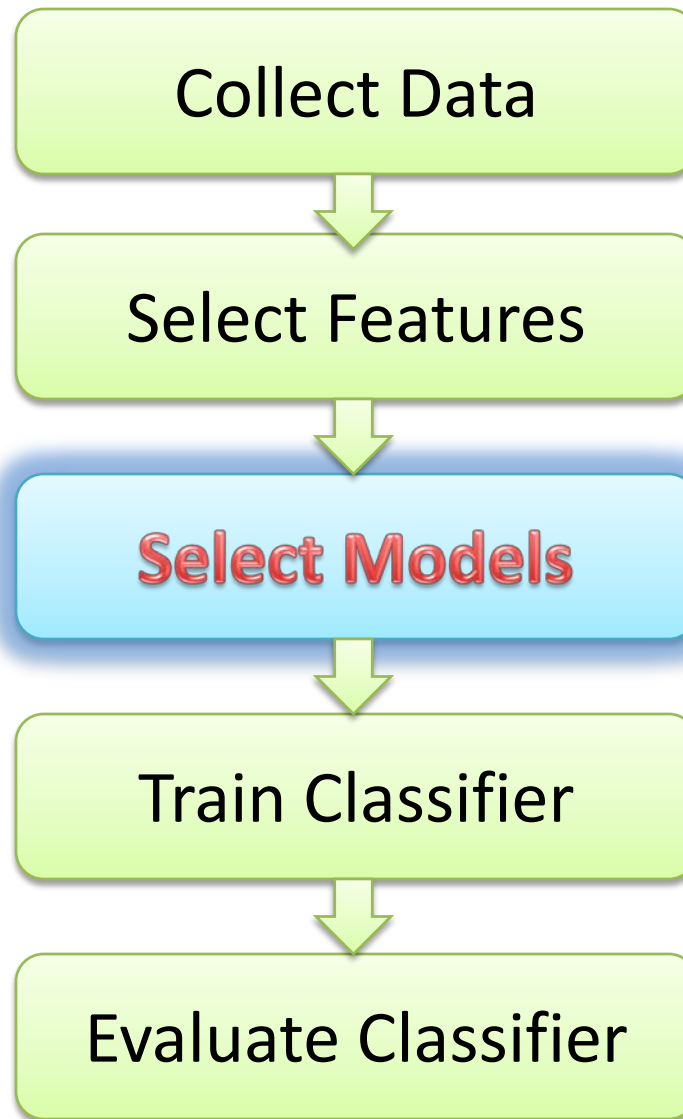 Collect Data
Select Features
Select Models
Train Classifier
Evaluate Classifier